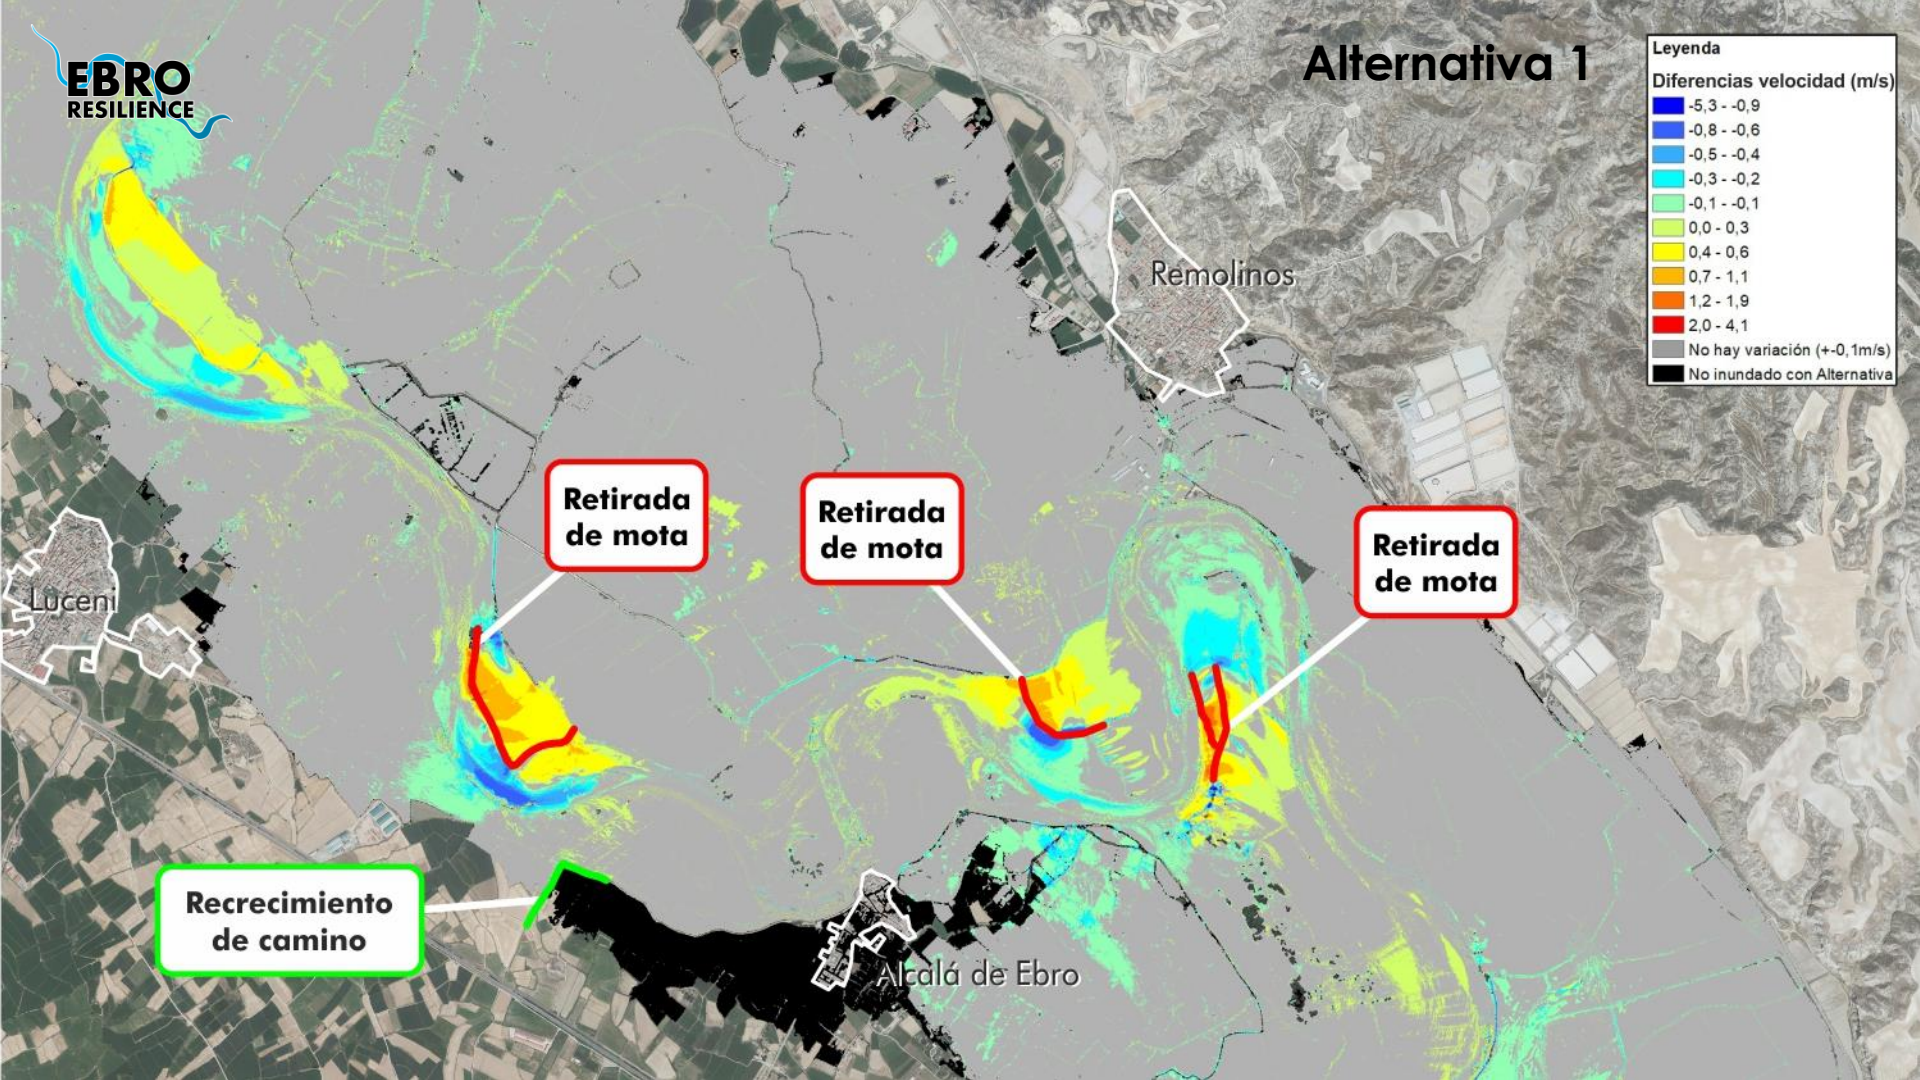 EBRO
RESILIENCE
Alternativa 1
Leyenda
Diferencias velocidad (m/s)
-5,3 - -0,9
-0,8 - -0,6
-0,5 - -0,4
-0,3 - -0,2
-0,1 - -0,1
0,0 - 0,3
0,4 - 0,6
0,7 - 1,1
1,2 - 1,9
2,0 - 4,1
No hay variación (+-0,1m/s)
No inundado con Alternativa
Remolinos
Retirada
de mota
Retirada
de mota
Retirada
de mota
Luceni
Recrecimiento
de camino
Alcalá de Ebro